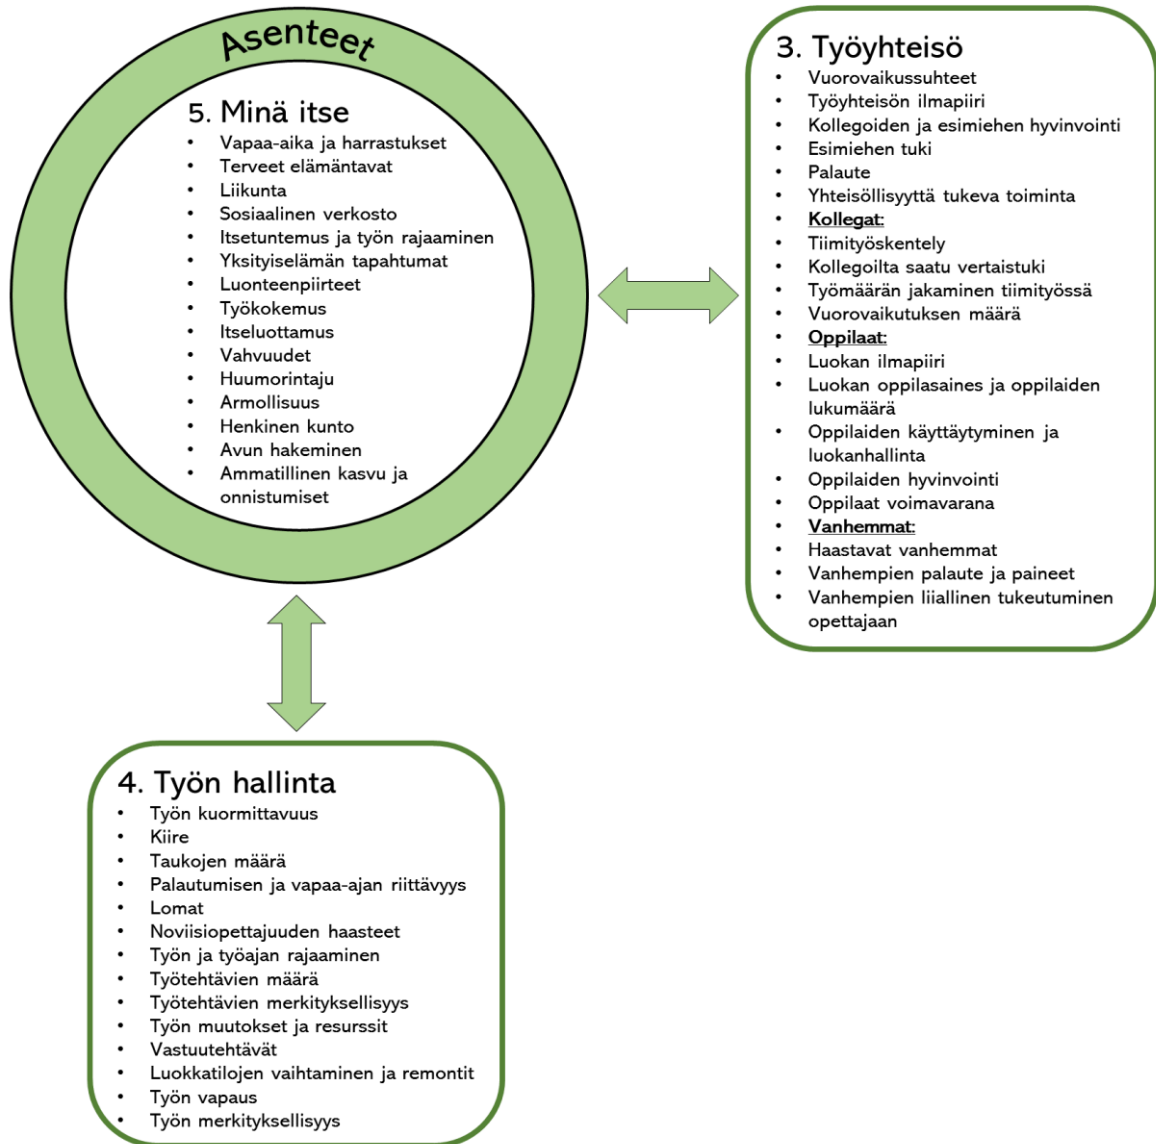 Asenteet
5. Minä itse
• Vapaa-aika ja harrastukset
• Terveet elämäntavat
• Liikunta
• Sosiaalinen verkosto
• Itsetuntemus ja työn rajaaminen
• Yksityiselämän tapahtumat
• Luonteenpiirteet
• Työkokemus
• Itseluottamus
• Vahvuudet
• Huumorintaju
• Armollisuus
• Henkinen kunto
• Avun hakeminen
• Ammatillinen kasvu ja
onnistumiset
3. Työyhteisö
• Vuorovaikussuhteet
• Työyhteisön ilmapiiri
• Kollegoiden ja esimiehen hyvinvointi
• Esimiehen tuki
• Palaute
• Yhteisöllisyyttä tukeva toiminta
• Kollegat:
• Tiimityöskentely
• Kollegoilta saatu vertaistuki
• Työmäärän jakaminen tiimityössä
• Vuorovaikutuksen määrä
• Oppilaat:
• Luokan ilmapiiri
• Luokan oppilasaines ja oppilaiden
lukumäärä
• Oppilaiden käyttäytyminen ja
luokanhallinta
• Oppilaiden hyvinvointi
• Oppilaat voimavarana
• Vanhemmat:
• Haastavat vanhemmat
• Vanhempien palaute ja paineet
• Vanhempien liiallinen tukeutuminen
opettajaan
4. Työn hallinta
• Työn kuormittavuus
• Kiire
• Taukojen määrä
• Palautumisen ja vapaa-ajan riittävyys
• Lomat
• Noviisiopettajuuden haasteet
• Työn ja työajan rajaaminen
• Työtehtävien määrä
• Työtehtävien merkityksellisyys
• Työn muutokset ja resurssit
• Vastuutehtävät
• Luokkatilojen vaihtaminen ja remontit
• Työn vapaus
• Työn merkityksellisyys